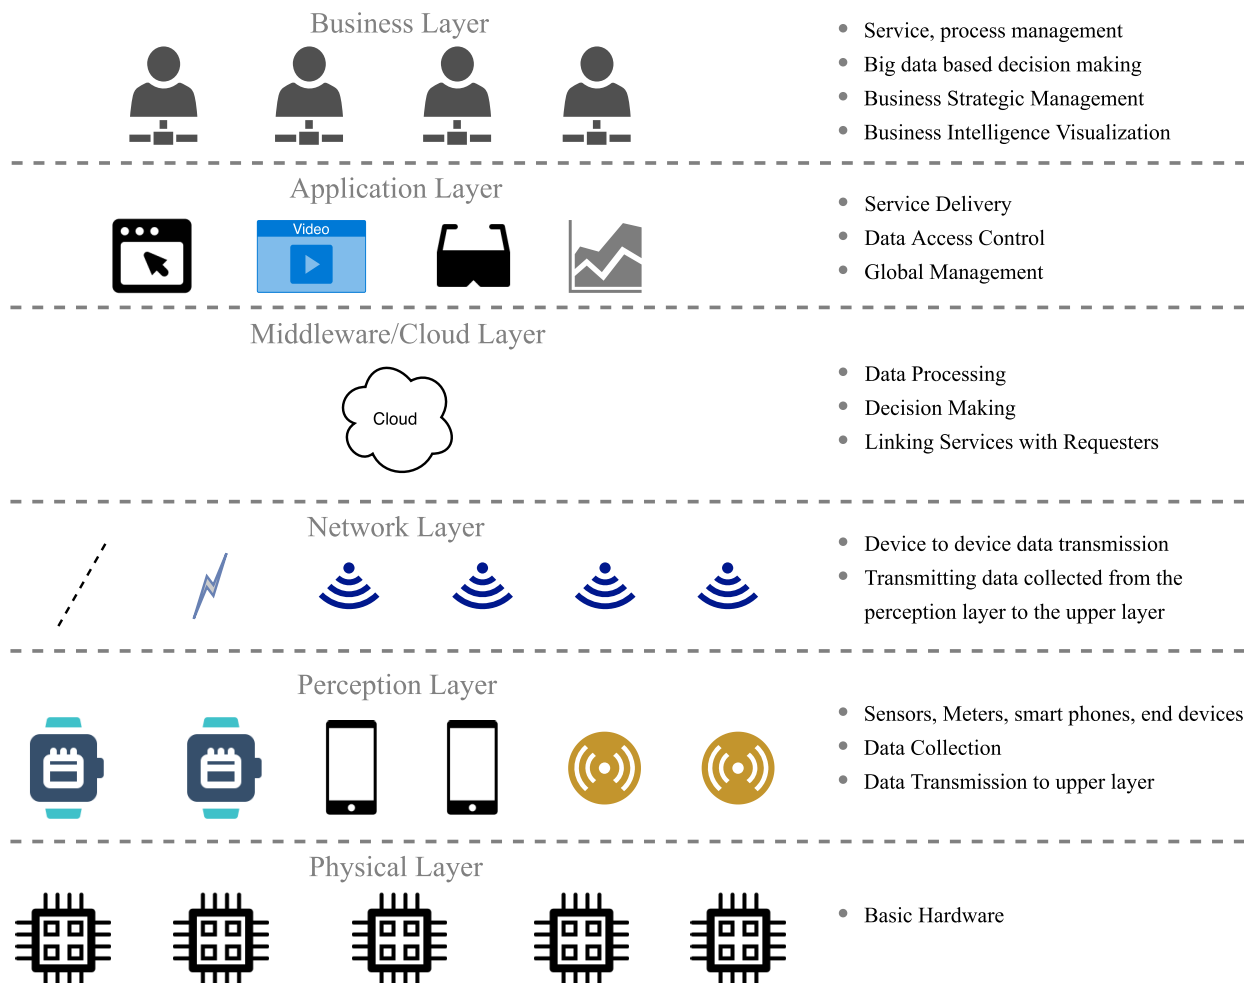 Business Layer
Service, process management
Big data based decision making
Business Strategic Management
Business Intelligence Visualization
Application Layer
Video
Service Delivery
Data Access Control
Global Management
Middleware/Cloud Layer
Cloud
Data Processing
Decision Making
Linking Services with Requesters
Network Layer
Device to device data transmission
Transmitting data collected from the
perception layer to the upper layer
Perception Layer
Sensors, Meters, smart phones, end devices
Data Collection
Data Transmission to upper layer
Physical Layer
Basic Hardware